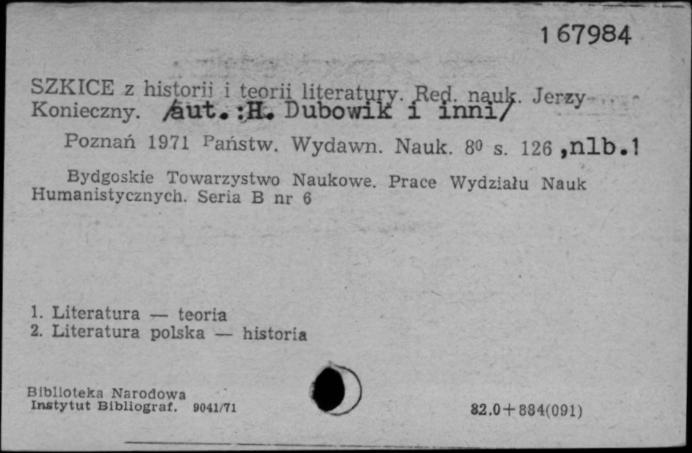 167984
SZKICE z historii i teorii literatury. Red. nauk. Jerzy
Konieczny. /aut.:H. Dubowik i inni/
Poznań 1971 Państw. Wydawn. Nauk. 8⁰ s. 126 ,nlb.1
Bydgoskie Towarzystwo Naukowe. Prace Wydziału Nauk
Humanistycznych. Seria B nr 6
1. Literatura — teoria
2. Literatura polska — historia
Biblioteka Narodowa
Instytut Bibliograf. 9041/71
82.0+884(091)